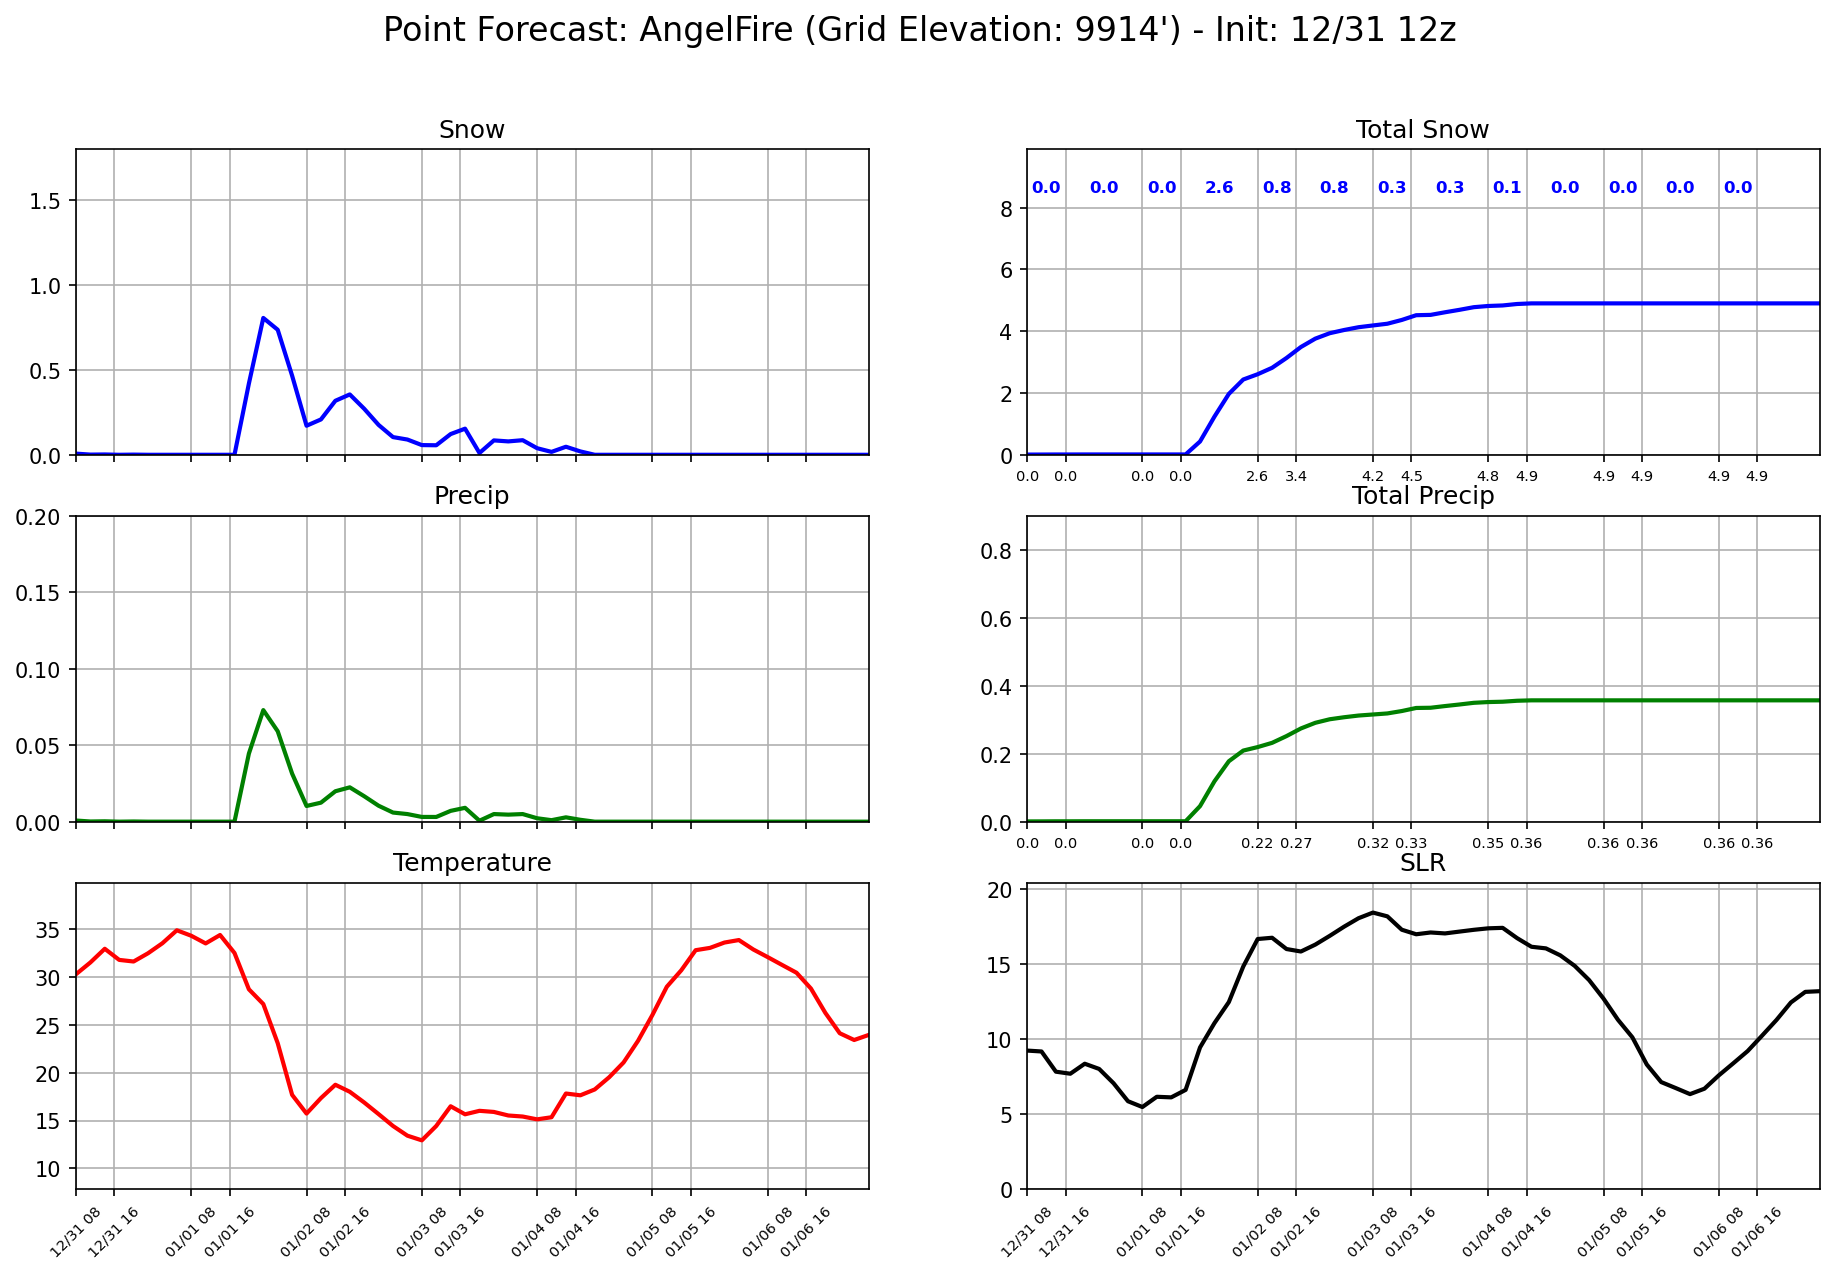 Point Forecast: AngelFire (Grid Elevation: 9914') - Init: 12/31 12z
Snow
1.5
1.0
0.5
0.0
Total Snow
0.0 0.0 0.0 2.6 0.8 0.8 0.3 0.3 0.1 0.0 0.0 0.0 0.0
8
6
4
2
0
0.0 0.0 0.0 0.0 2.6 3.4 4.2 4.5 4.8 4.9 4.9 4.9 4.9 4.9
Precip
0.20
0.15
0.10
0.05
0.00
Total Precip
0.8
0.6
0.4
0.2
0.0
0.0 0.0 0.0 0.0 0.22 0.27 0.32 0.33 0.35 0.36 0.36 0.36 0.36 0.36
Temperature
35
30
25
20
15
10
12/31 08 12/31 16 01/01 08 01/01 16 01/02 08 01/02 16 01/03 08 01/03 16 01/04 08 01/04 16 01/05 08 01/05 16 01/06 08 01/06 16
SLR
20
15
10
5
0
12/31 08 12/31 16 01/01 08 01/01 16 01/02 08 01/02 16 01/03 08 01/03 16 01/04 08 01/04 16 01/05 08 01/05 16 01/06 08 01/06 16